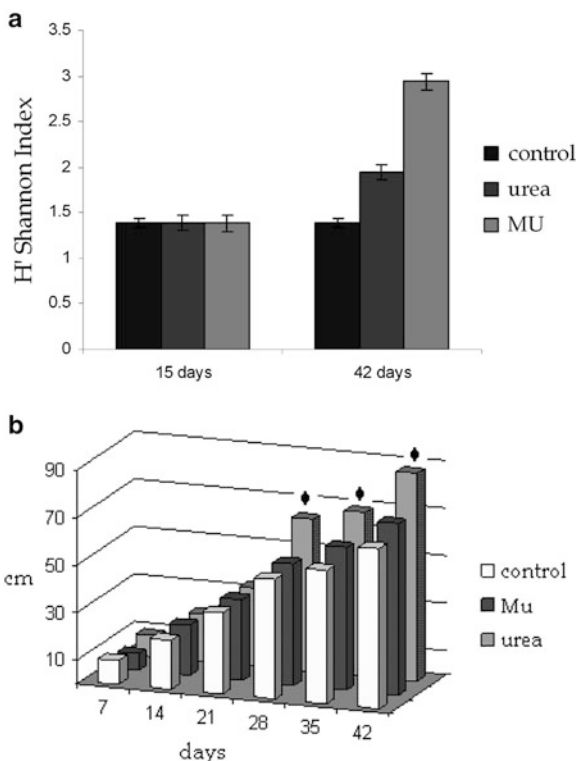 a
H' Shannon Index
3.5
3
2.5
2
1.5
1
0.5
0
15 days
42 days
control
urea
MU
b
cm
90
70
50
30
10
7
14
21
28
35
42
days
control
Mu
urea